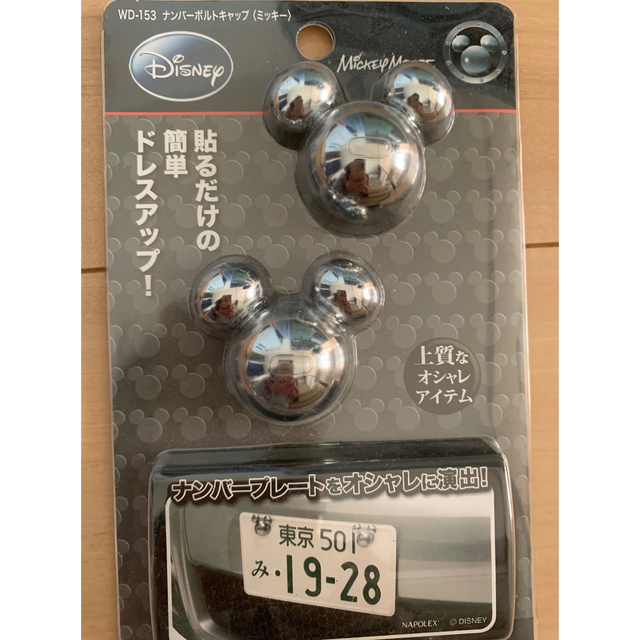 WD-153 ナンバーボルトキャップ〈ミッキー〉
Disney
Mickey Mouse
貼るだけの
簡単
ドレスアップ!
上質な
オシャレ
アイテム
ナンバープレートをオシャレに演出!
東京 501
み・19-28
NAPOLEX ©DISNEY